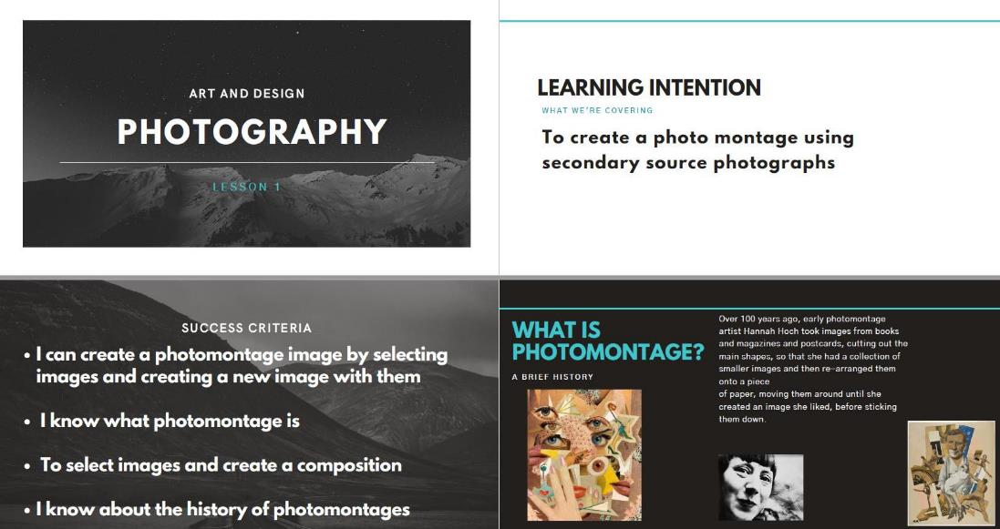 ART AND DESIGN
PHOTOGRAPHY
LESSON 1
LEARNING INTENTION
WHAT WE'RE COVERING
To create a photo montage using
secondary source photographs
SUCCESS CRITERIA
• I can create a photomontage image by selecting
images and creating a new image with them
• I know what photomontage is
• To select images and create a composition
• I know about the history of photomontages
WHAT IS
PHOTOMONTAGE?
A BRIEF HISTORY
Over 100 years ago, early photomontage
artist Hannah Hoch took images from books
and magazines and postcards, cutting out the
main shapes, so that she had a collection of
smaller images and then re-arranged them
onto a piece
of paper, moving them around until she
created an image she liked, before sticking
them down.